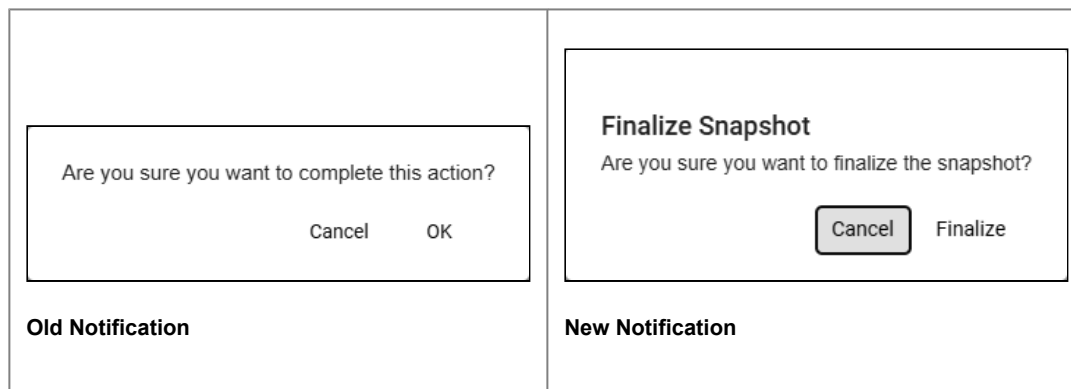 Are you sure you want to complete this action?
Cancel OK
Old Notification
Finalize Snapshot
Are you sure you want to finalize the snapshot?
Cancel Finalize
New Notification